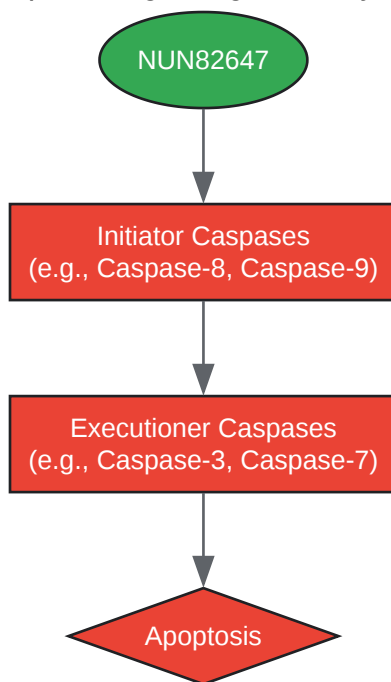 NUN82647
Initiator Caspases
(e.g., Caspase-8, Caspase-9)
Executioner Caspases
(e.g., Caspase-3, Caspase-7)
Apoptosis